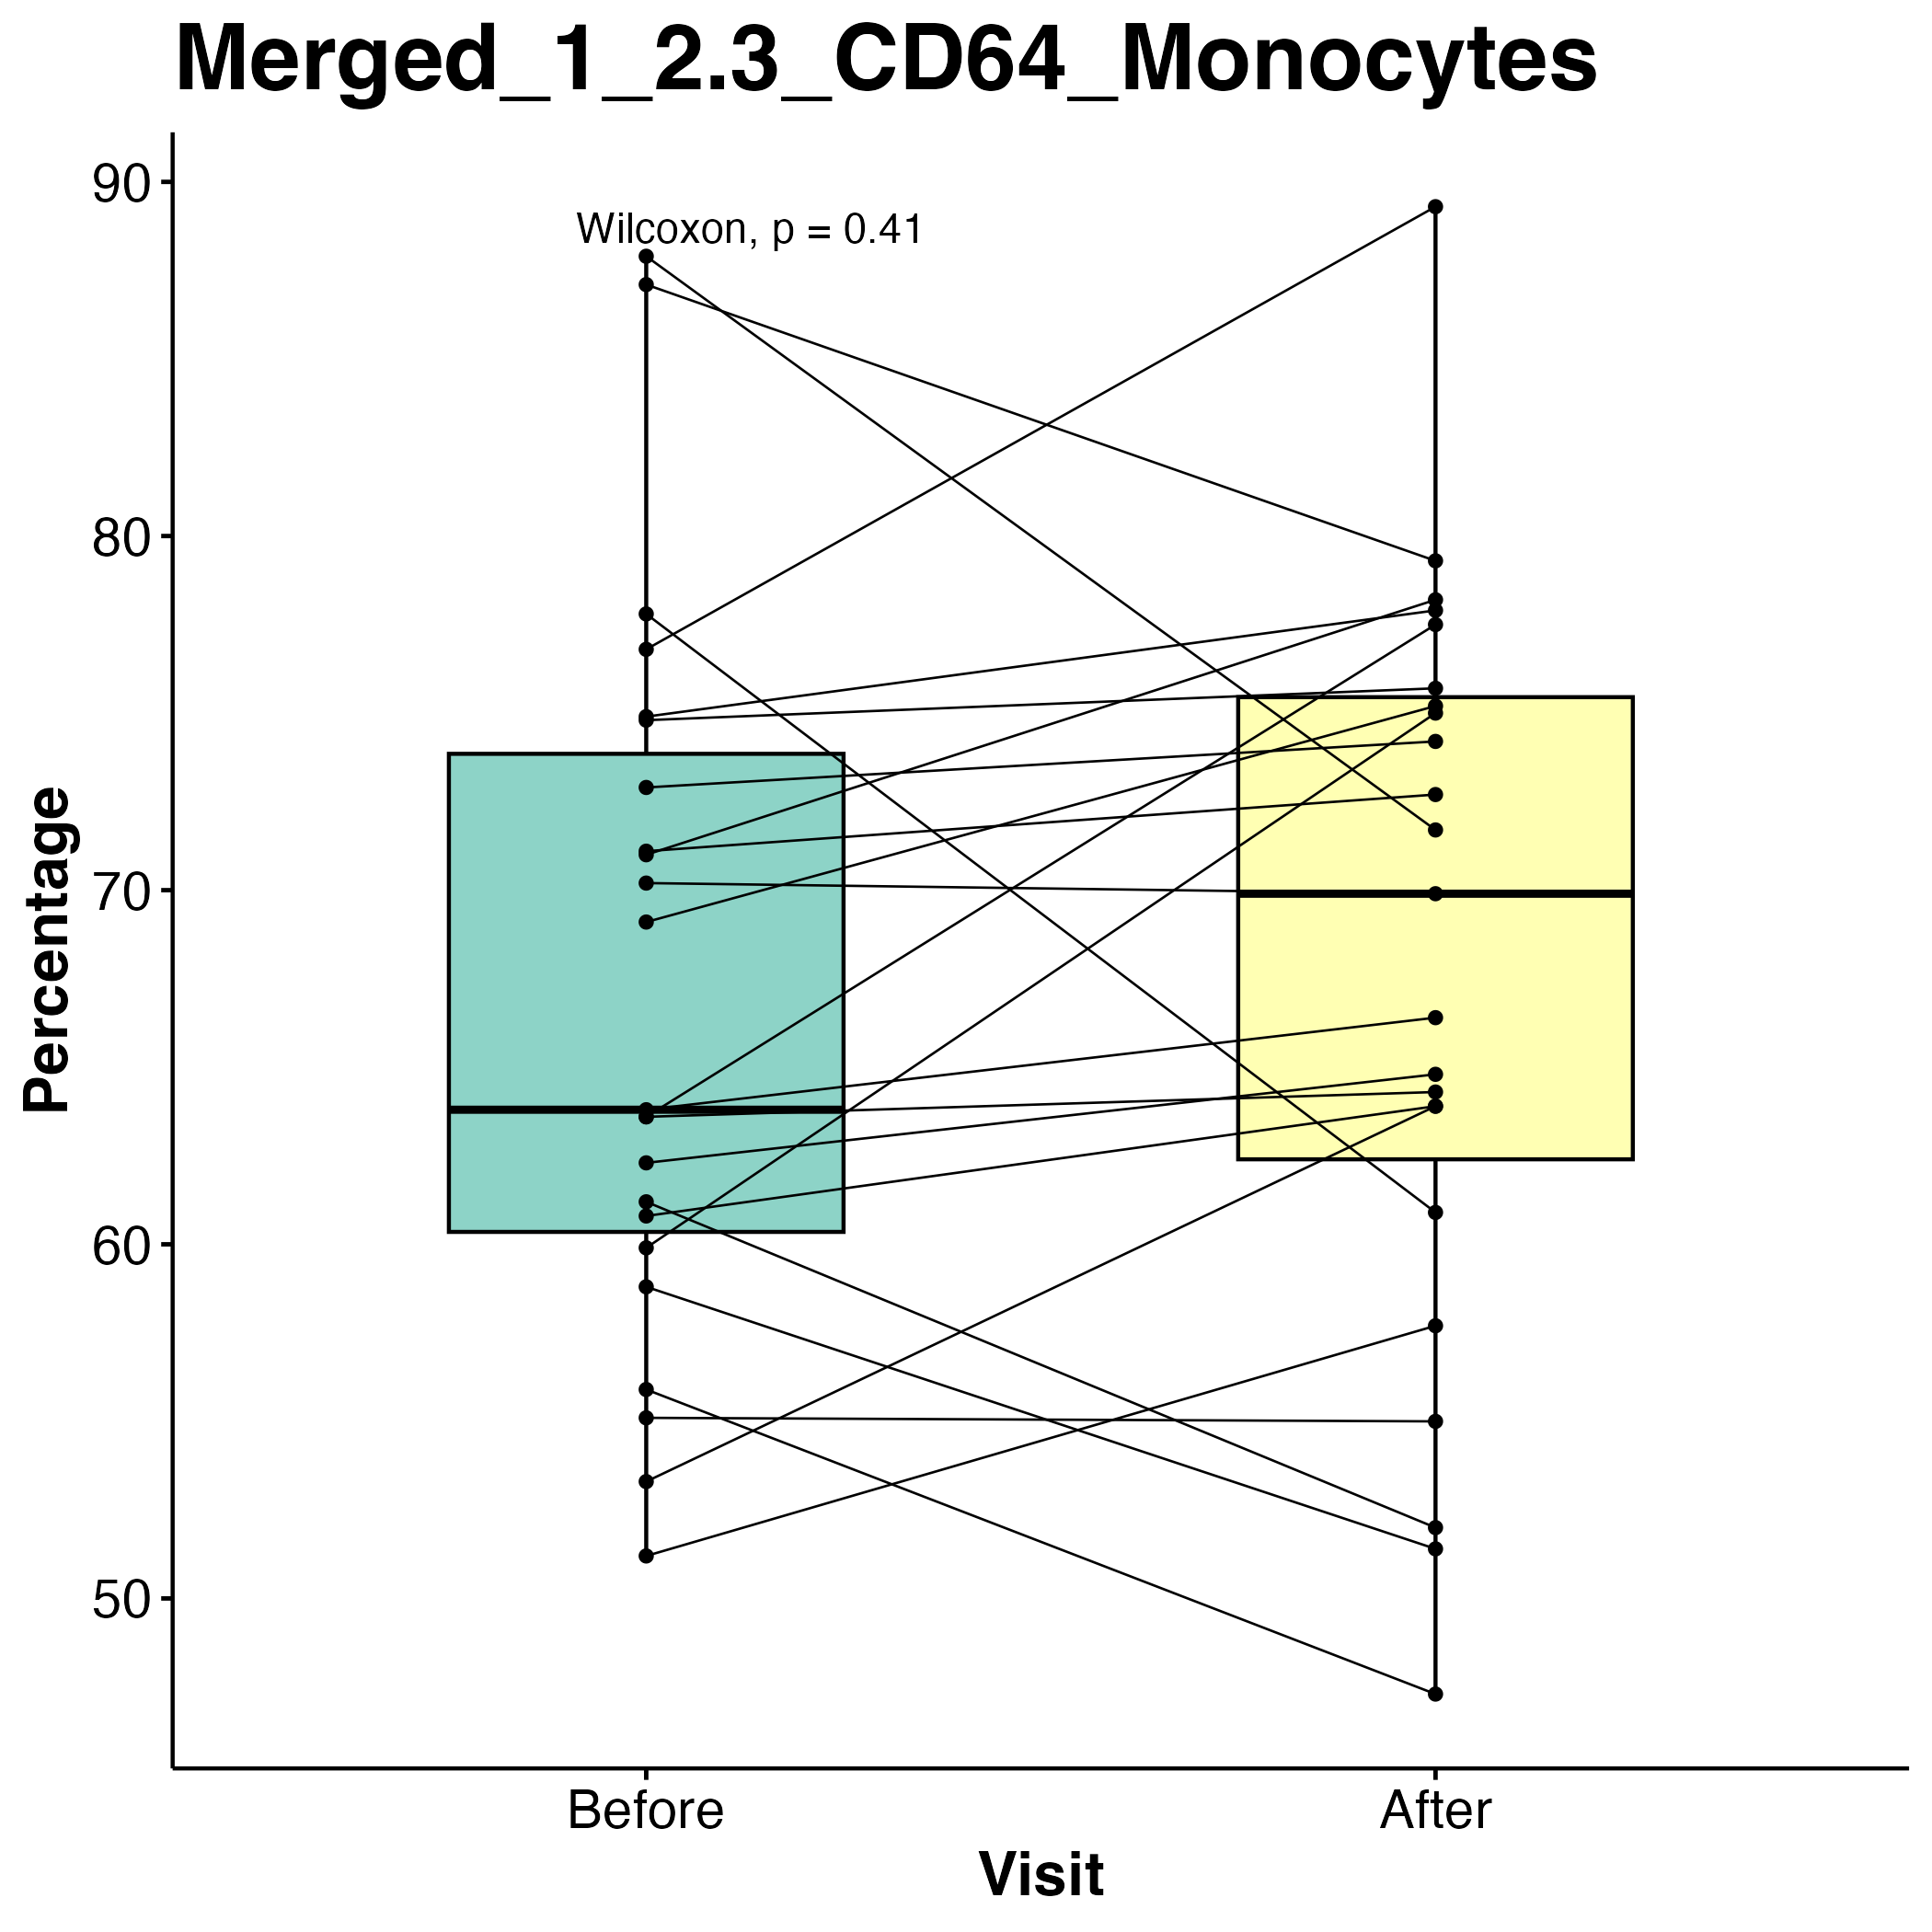 Merged_1_2.3_CD64_Monocytes
90
Wilcoxon, p = 0.41
80
70
60
50
Percentage
Before
After
Visit